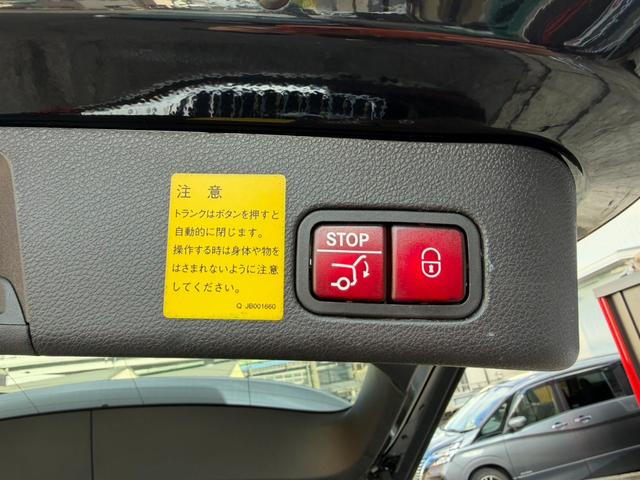 注意
トランクはボタンを押すと
自動的に閉じます。
操作する時は身体や物を
はさまれないように注意
してください。
Q JB001660
STOP